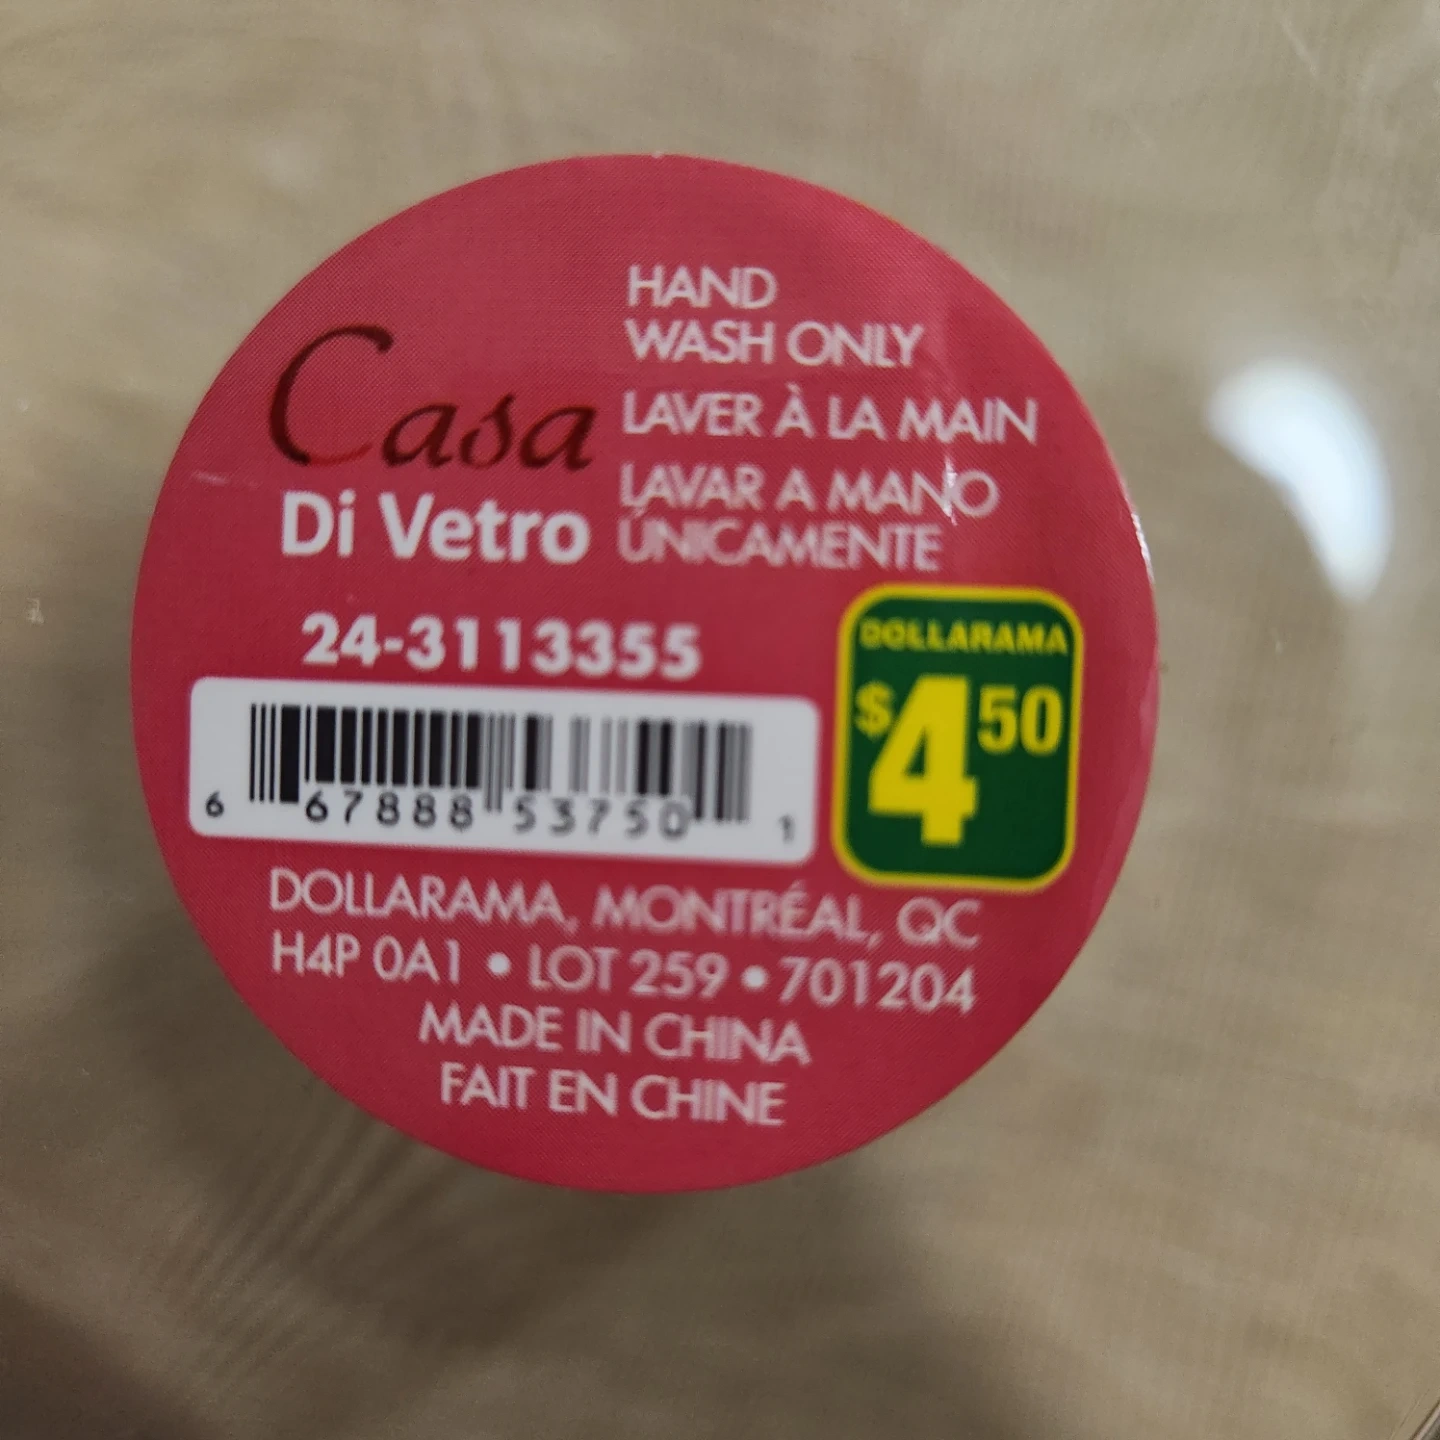 HAND
WASH ONLY
LAVER À LA MAIN
LAVAR A MANO
ÚNICAMENTE
Casa
Di Vetro
24-3113355
6 67888 53750 1
DOLLARAMA
$4.50
DOLLARAMA, MONTRÉAL, QC
H4P 0A1 • LOT 259 • 701204
MADE IN CHINA
FAIT EN CHINE